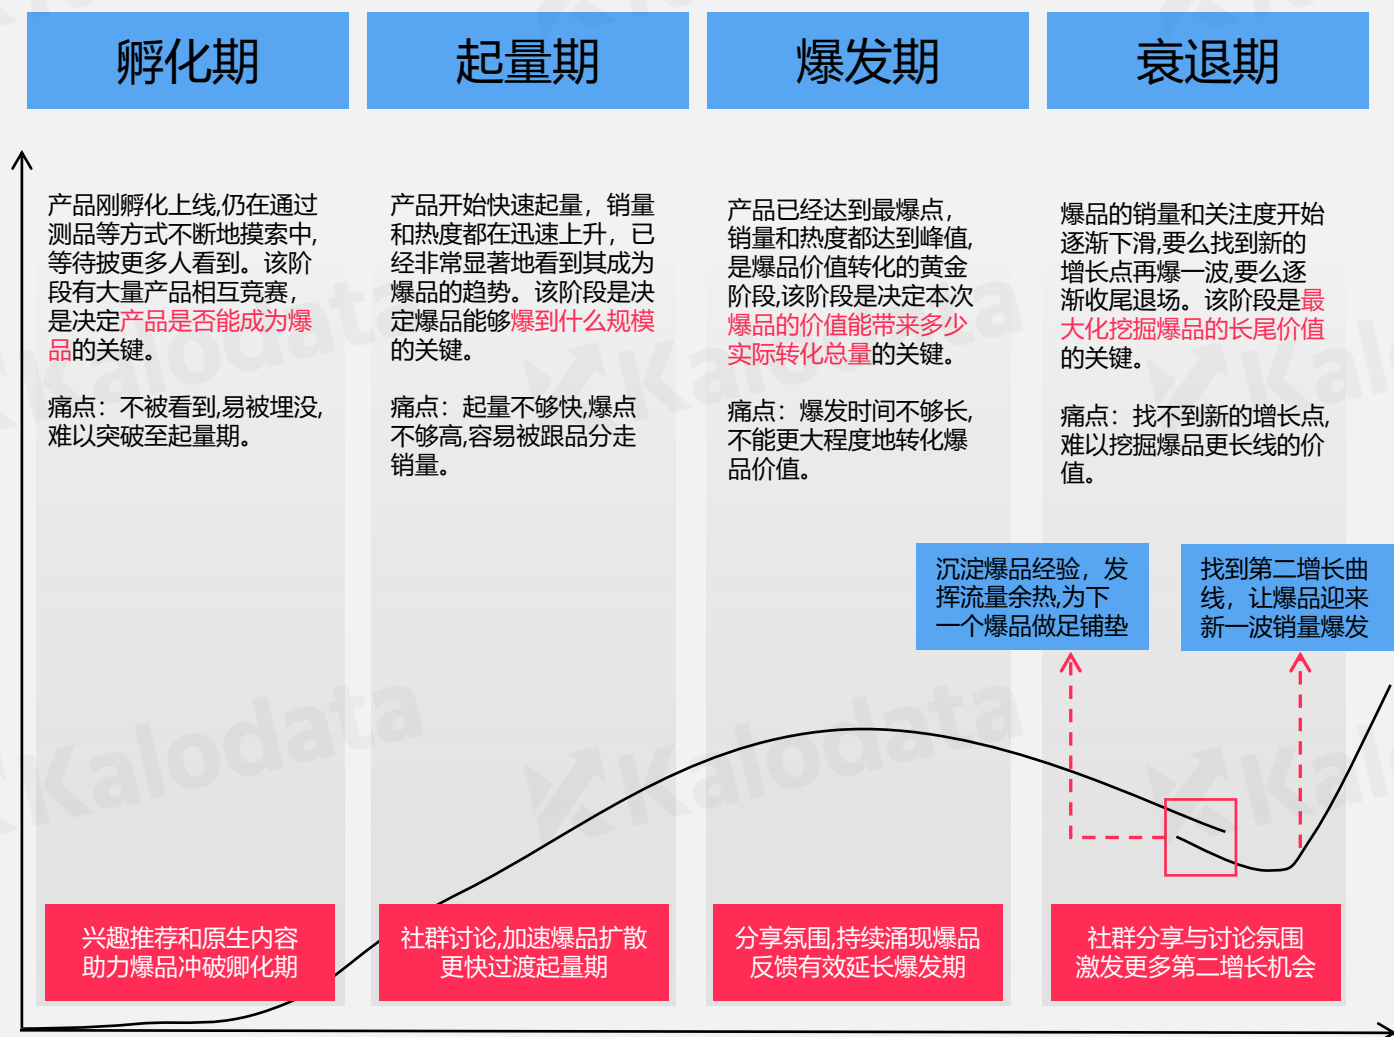 孵化期
起量期
爆发期
衰退期
产品刚孵化上线,仍在通过
测品等方式不断地摸索中,
等待披更多人看到。该阶
段有大量产品相互竞赛，
是决定产品是否能成为爆
品的关键。
痛点：不被看到,易被埋没,
难以突破至起量期。
产品开始快速起量，销量
和热度都在迅速上升，已
经非常显著地看到其成为
爆品的趋势。该阶段是决
定爆品能够爆到什么规模
的关键。
痛点：起量不够快,爆点
不够高,容易被跟品分走
销量。
产品已经达到最爆点，
销量和热度都达到峰值,
是爆品价值转化的黄金
阶段,该阶段是决定本次
爆品的价值能带来多少
实际转化总量的关键。
痛点：爆发时间不够长,
不能更大程度地转化爆
品价值。
爆品的销量和关注度开始
逐渐下滑,要么找到新的
增长点再爆一波,要么逐
渐收尾退场。该阶段是最
大化挖掘爆品的长尾价值
的关键。
痛点：找不到新的增长点,
难以挖掘爆品更长线的价
值。
沉淀爆品经验，发
挥流量余热,为下
一个爆品做足铺垫
找到第二增长曲
线，让爆品迎来
新一波销量爆发
兴趣推荐和原生内容
助力爆品冲破卿化期
社群讨论,加速爆品扩散
更快过渡起量期
分享氛围,持续涌现爆品
反馈有效延长爆发期
社群分享与讨论氛围
激发更多第二增长机会
Kalodata
Kalodata
Kalodata
Kalodata